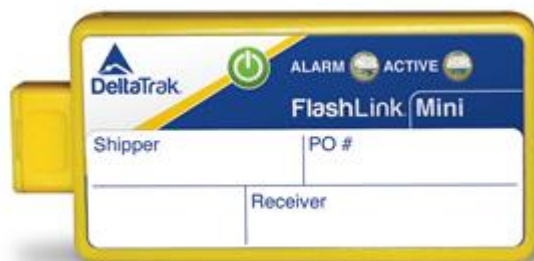 DeltaTrak
ALARM ACTIVE
FlashLink Mini
Shipper PO #
Receiver